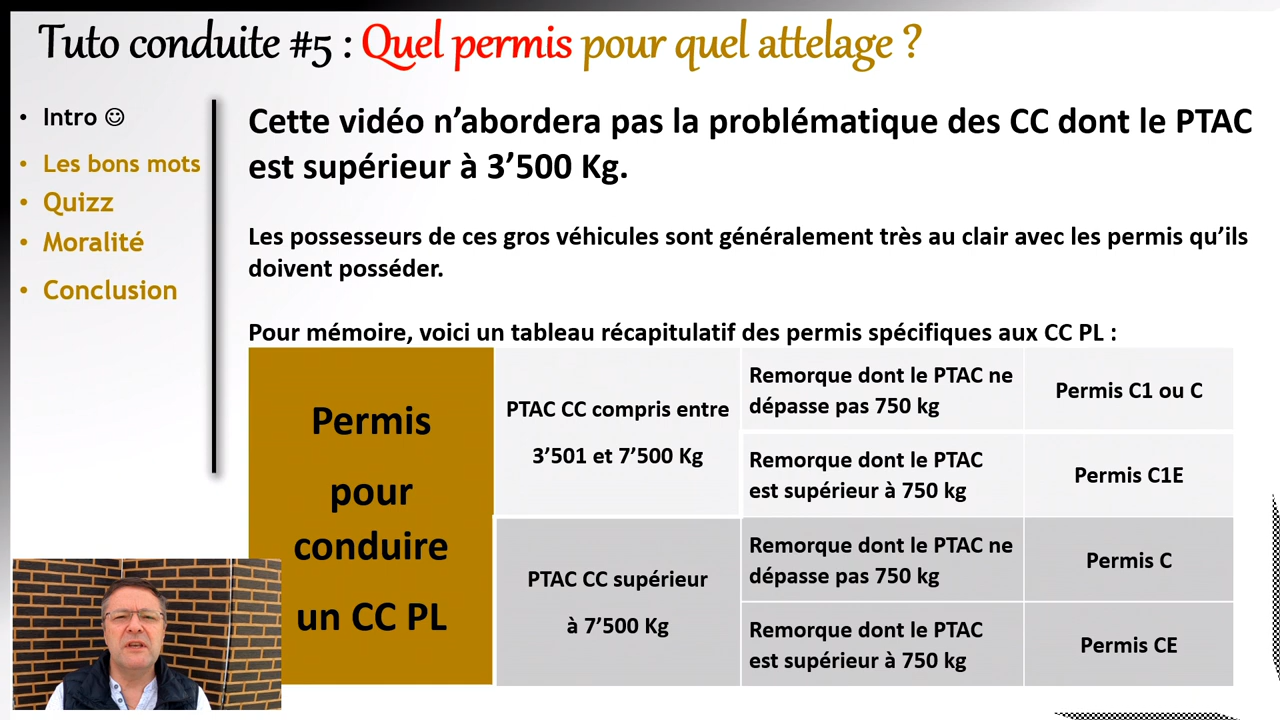 Tuto conduite #5 : Quel permis pour quel attelage ?
• Intro ☺
• Les bons mots
• Quizz
• Moralité
• Conclusion
Cette vidéo n’abordera pas la problématique des CC dont le PTAC
est supérieur à 3’500 Kg.
Les possesseurs de ces gros véhicules sont généralement très au clair avec les permis qu’ils
doivent posséder.
Pour mémoire, voici un tableau récapitulatif des permis spécifiques aux CC PL :
Permis
pour
conduire
un CC PL
PTAC CC compris entre
3’501 et 7’500 Kg
Remorque dont le PTAC ne
dépasse pas 750 kg
Permis C1 ou C
Remorque dont le PTAC
est supérieur à 750 kg
Permis C1E
PTAC CC supérieur
à 7’500 Kg
Remorque dont le PTAC ne
dépasse pas 750 kg
Permis C
Remorque dont le PTAC
est supérieur à 750 kg
Permis CE